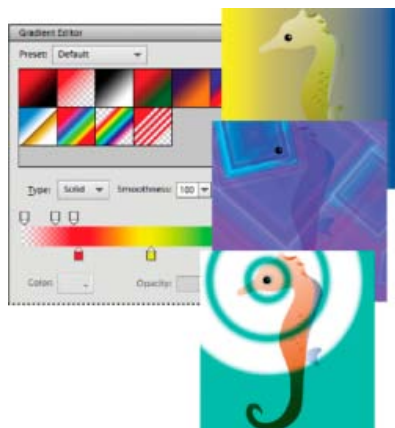 Gradient Editor
Preset: Default
Type: Solid Smoothness: 100
Color: Opacity: